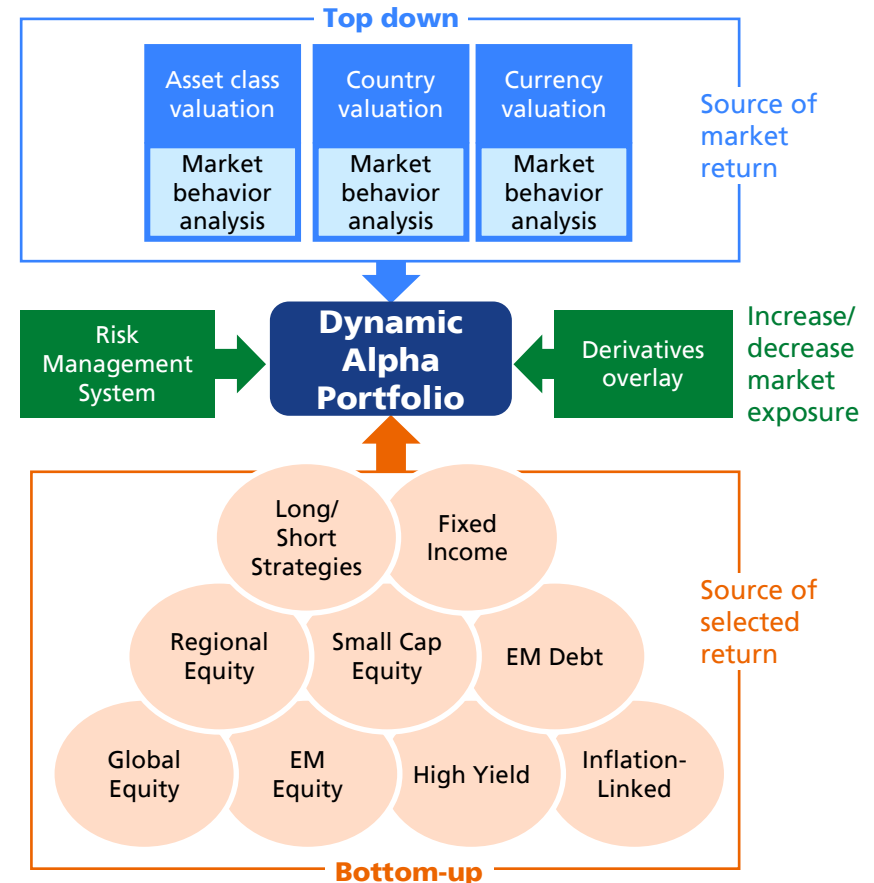 Top down
Asset class
valuation
Market
behavior
analysis
Country
valuation
Market
behavior
analysis
Currency
valuation
Market
behavior
analysis
Source of
market
return
Risk
Management
System
Dynamic
Alpha
Portfolio
Derivatives
overlay
Increase/
decrease
market
exposure
Long/
Short
Strategies
Fixed
Income
Regional
Equity
Small Cap
Equity
EM Debt
Global
Equity
EM
Equity
High Yield
Inflation-
Linked
Source of
selected
return
Bottom-up